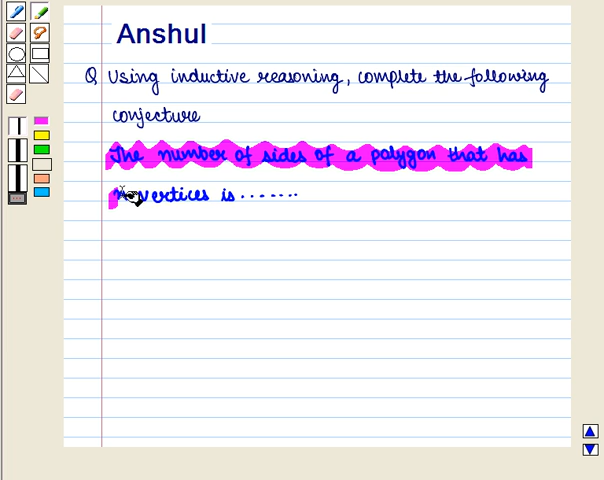 Anshul
Q Using inductive reasoning, complete the following
conjecture
The number of sides of a polygon that has
vertices is .......